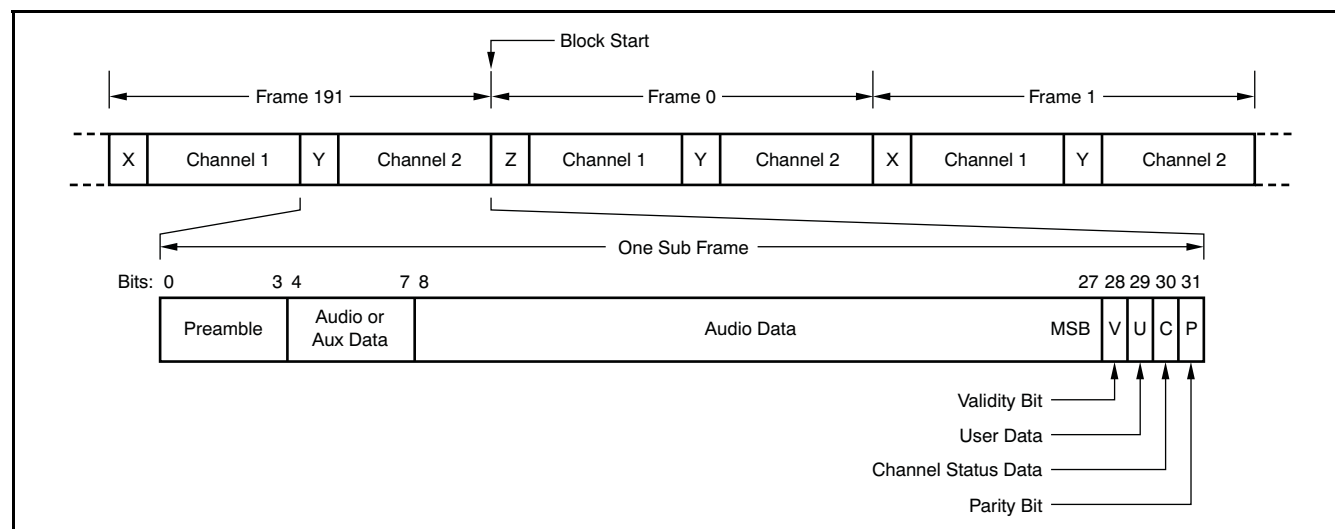 Block Start
Frame 191 Frame 0 Frame 1
X Channel 1 Y Channel 2 Z Channel 1 Y Channel 2 X Channel 1 Y Channel 2
One Sub Frame
Bits: 0 3 4 7 8 27 28 29 30 31
Preamble Audio or Aux Data Audio Data MSB V U C P
Validity Bit
User Data
Channel Status Data
Parity Bit